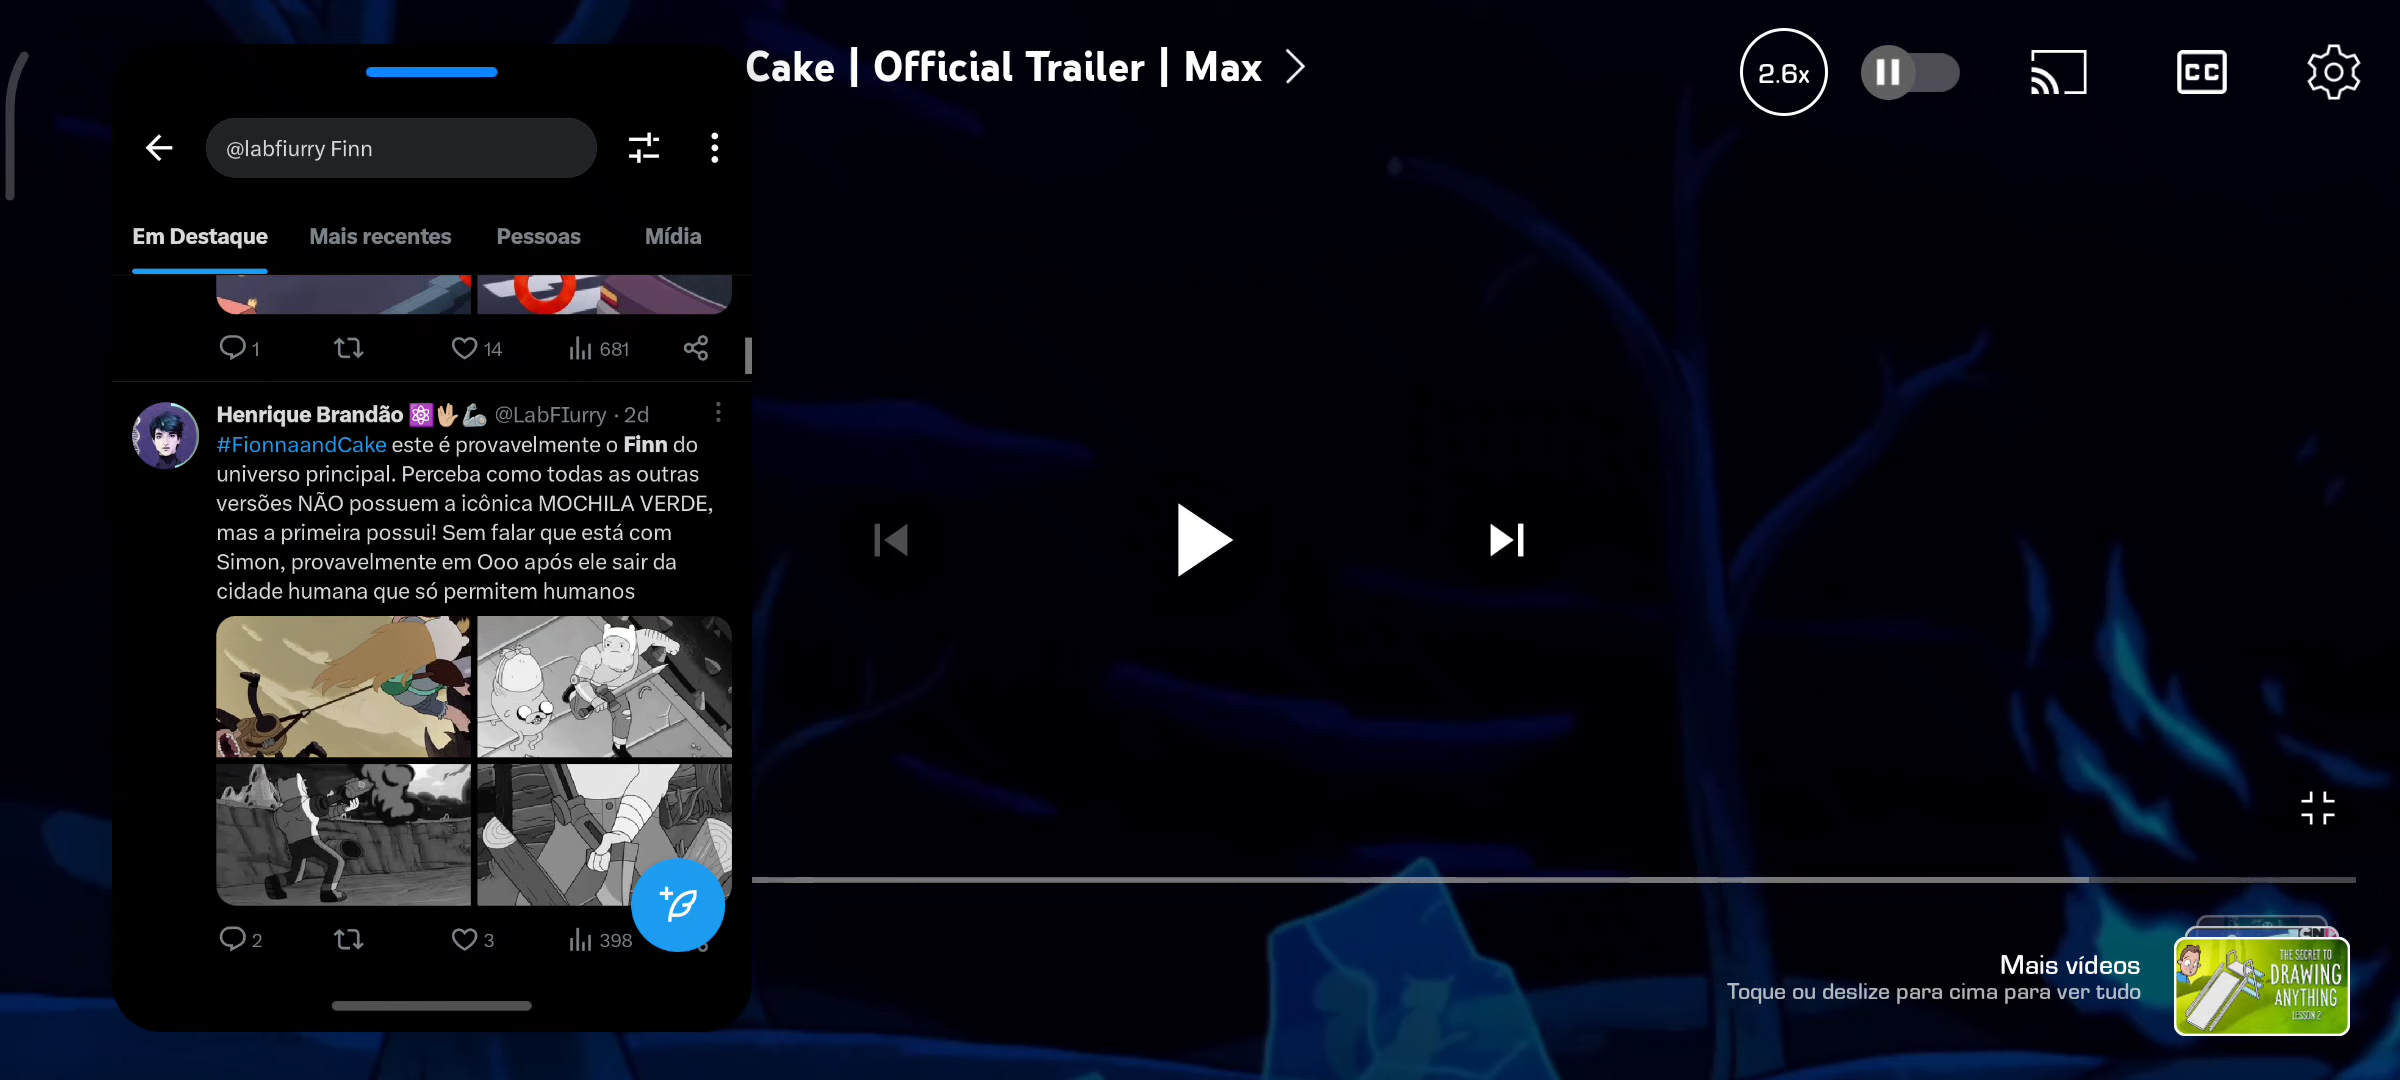 Cake | Official Trailer | Max
2.6x
CC
@labfiurry Finn
Em Destaque
Mais recentes
Pessoas
Mídia
1
14
681
Henrique Brandão @LabFIurry · 2d
#FionnaandCake este é provavelmente o Finn do
universo principal. Perceba como todas as outras
versões NÃO possuem a icônica MOCHILA VERDE,
mas a primeira possui! Sem falar que está com
Simon, provavelmente em Ooo após ele sair da
cidade humana que só permitem humanos
2
3
398
Mais vídeos
Toque ou deslize para cima para ver tudo
CN
THE SECRET TO
DRAWING
ANYTHING
LESSON 2